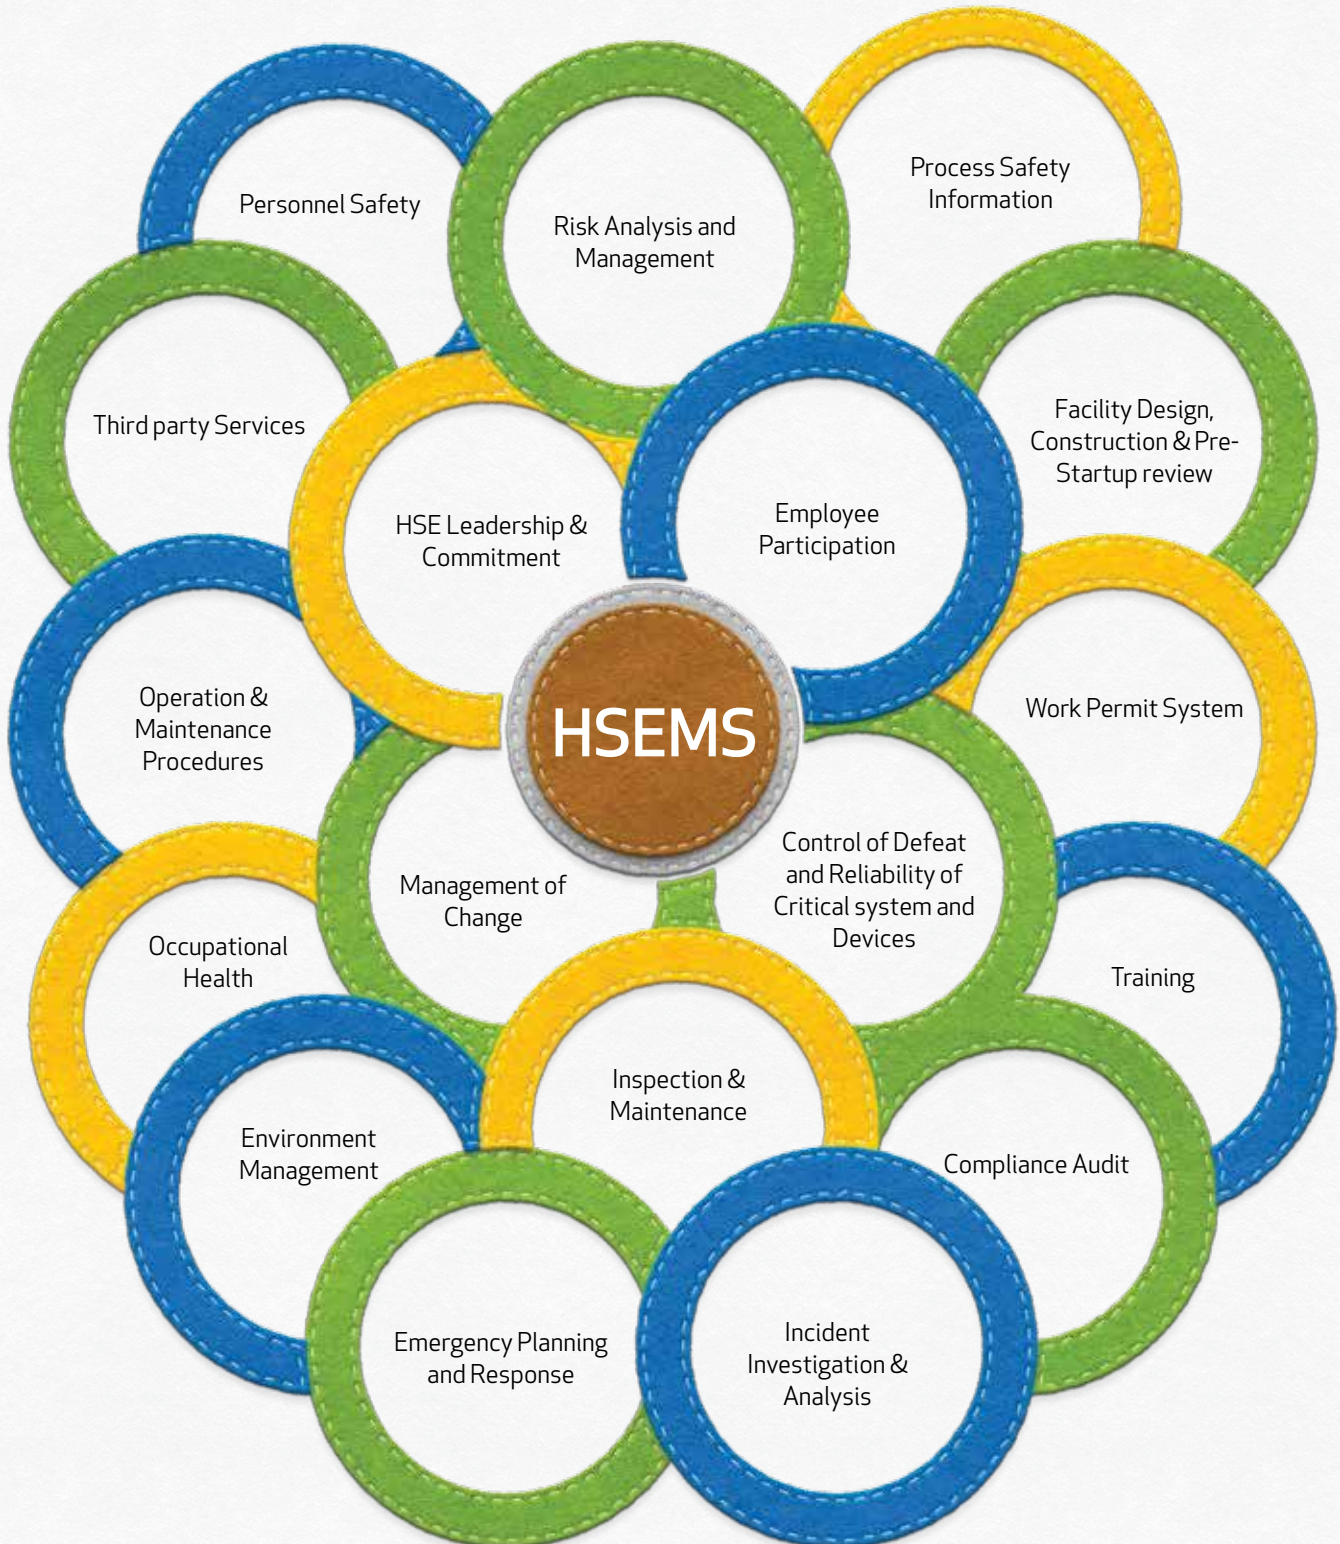 Process Safety
Information
Personnel Safety
Risk Analysis and
Management
Third party Services
Facility Design,
Construction & Pre-
Startup review
HSE Leadership &
Commitment
Employee
Participation
Operation &
Maintenance
Procedures
HSEMS
Work Permit System
Management of
Change
Control of Defeat
and Reliability of
Critical system and
Devices
Occupational
Health
Training
Inspection &
Maintenance
Environment
Management
Compliance Audit
Emergency Planning
and Response
Incident
Investigation &
Analysis